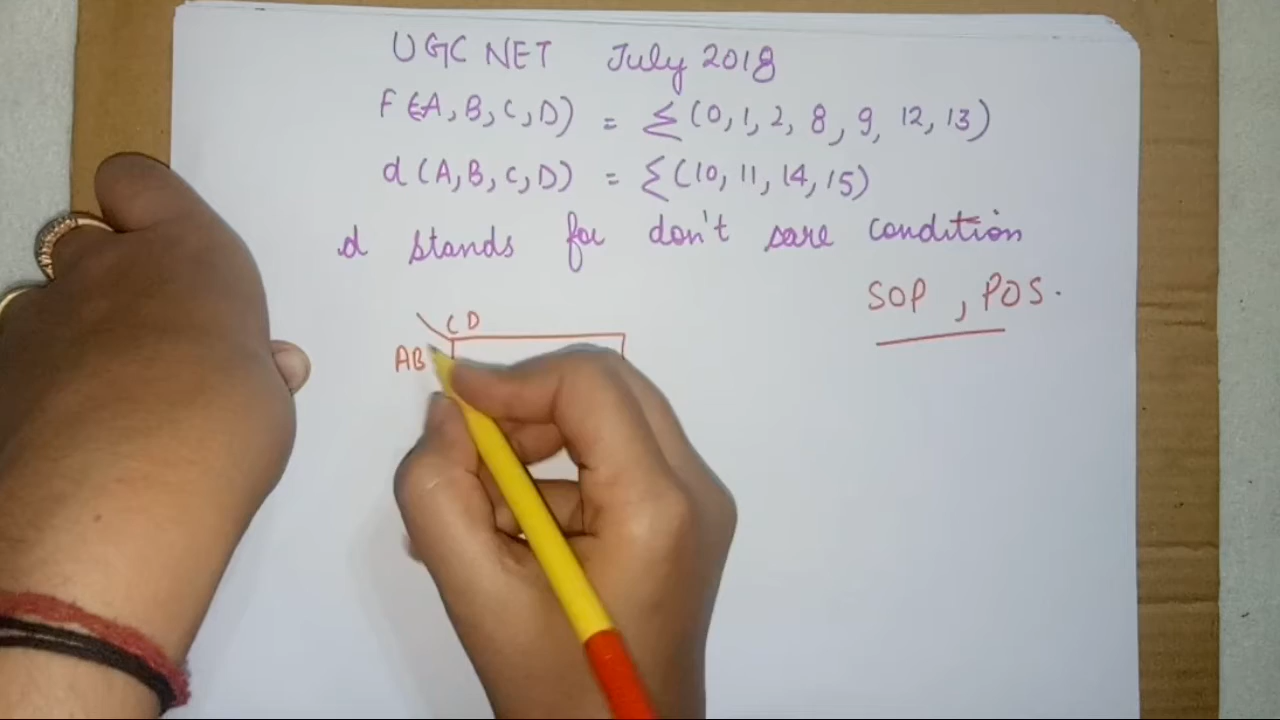 UGC NET July 2018
F(A,B,C,D) = Σ(0,1,2,8,9,12,13)
d(A,B,C,D) = Σ(10,11,14,15)
d stands for don't sare condition
SOP, POS.
CD
AB